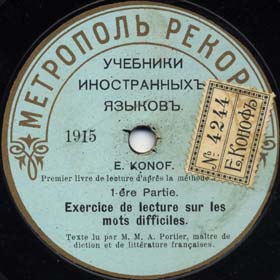 МЕТРОПОЛЬ РЕКОР
УЧЕБНИКИ
ИНОСТРАННЫХЪ
ЯЗЫКОВЪ.
1915
№ 4244
Е.КОНОФЪ
E. KONOF.
Premier livre de lecture d'après la méthode
1-ère Partie.
Exercice de lecture sur les
mots difficiles.
Texte lu par M. M. A. Portier, maître de
diction et de littérature françaises.